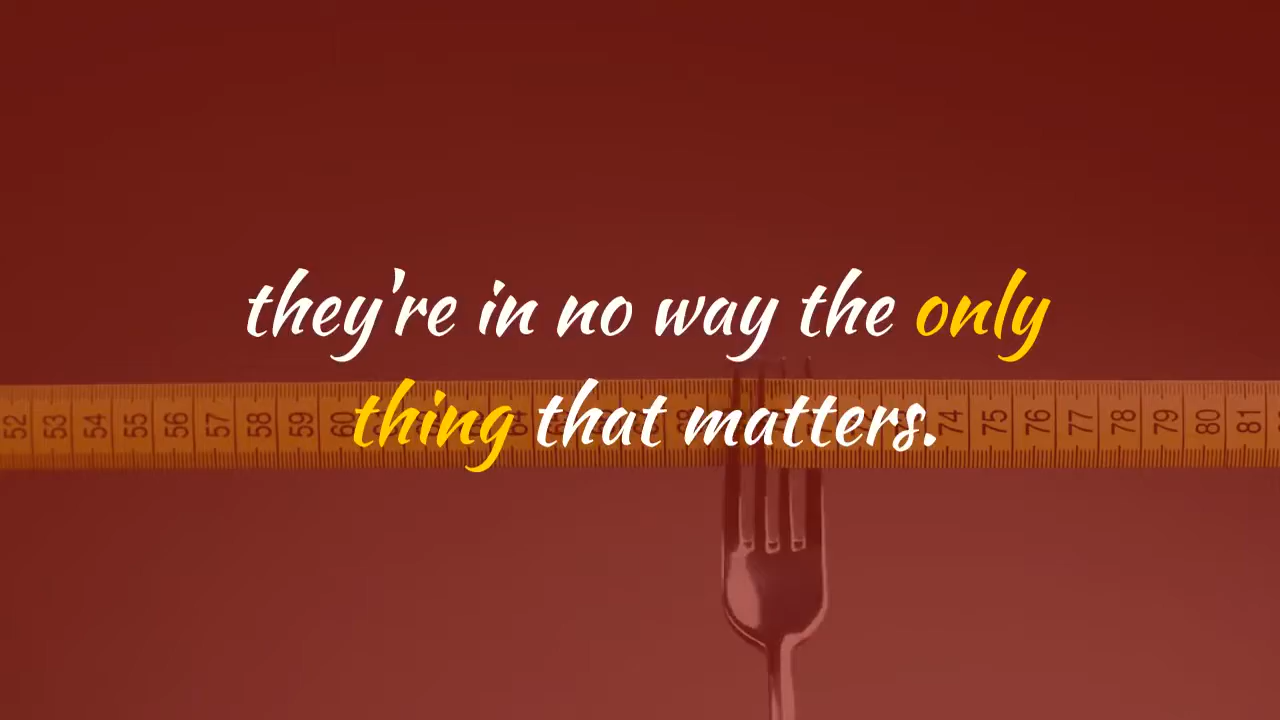 they're in no way the only
thing that matters.
52 53 54 55 56 57 58 59 60 74 75 76 77 78 79 80 81